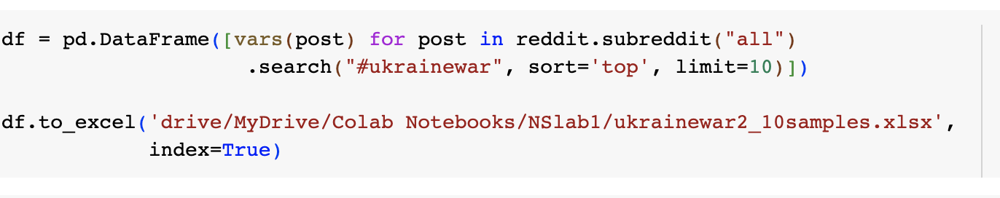 df = pd.DataFrame([vars(post) for post in reddit.subreddit("all")
.search("#ukrainewar", sort='top', limit=10)])
df.to_excel('drive/MyDrive/Colab Notebooks/NSlab1/ukrainewar2_10samples.xlsx',
index=True)